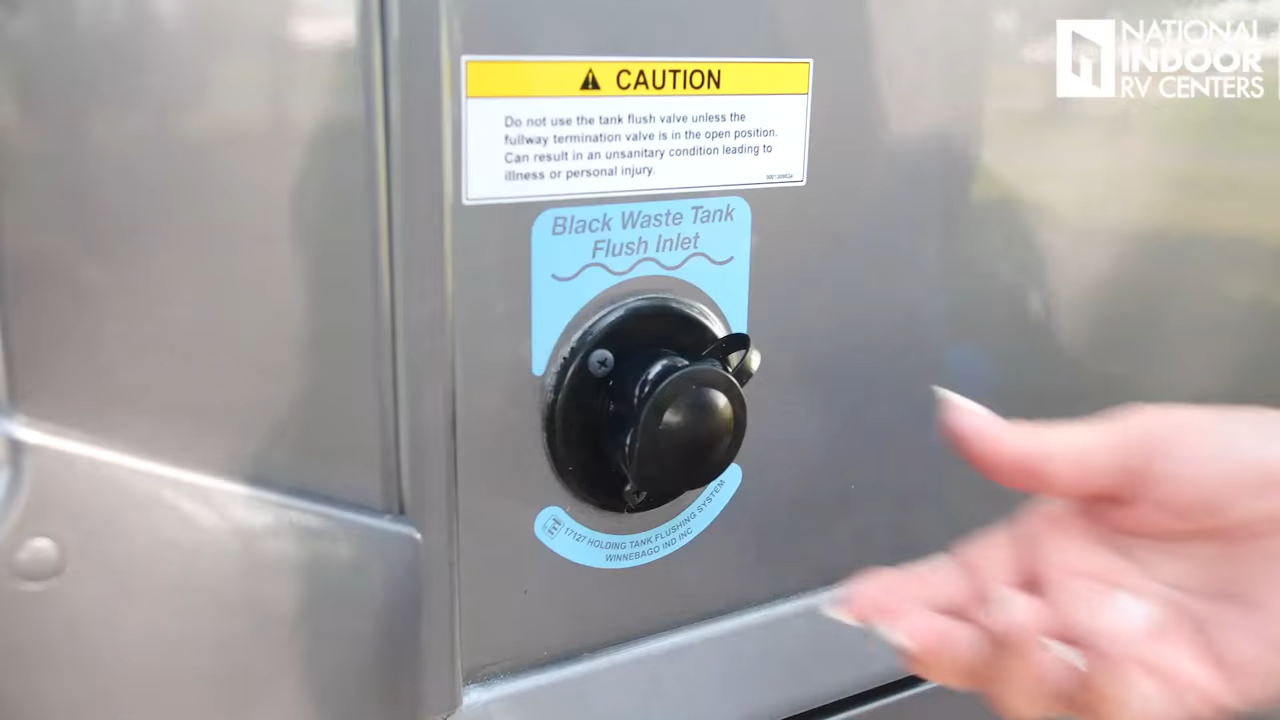 NATIONAL
INDOOR
RV CENTERS
CAUTION
Do not use the tank flush valve unless the
fullway termination valve is in the open position.
Can result in an unsanitary condition leading to
illness or personal injury.
Black Waste Tank
Flush Inlet
17127 HOLDING TANK FLUSHING SYSTEM
WINNEBAGO IND INC